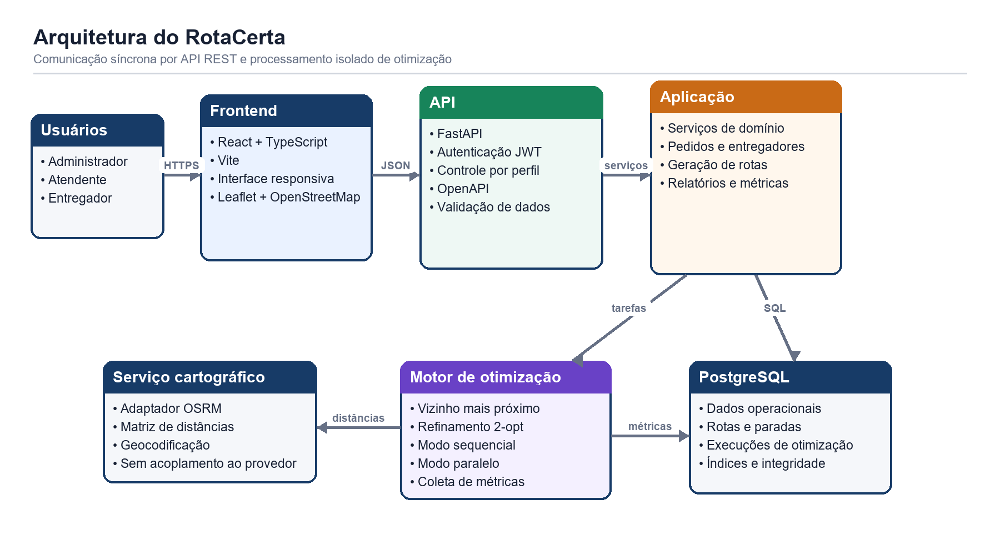 Arquitetura do RotaCerta
Comunicação síncrona por API REST e processamento isolado de otimização
Usuários
• Administrador
• Atendente
• Entregador
HTTPS
Frontend
• React + TypeScript
• Vite
• Interface responsiva
• Leaflet + OpenStreetMap
JSON
API
• FastAPI
• Autenticação JWT
• Controle por perfil
• OpenAPI
• Validação de dados
serviços
Aplicação
• Serviços de domínio
• Pedidos e entregadores
• Geração de rotas
• Relatórios e métricas
tarefas
SQL
Serviço cartográfico
• Adaptador OSRM
• Matriz de distâncias
• Geocodificação
• Sem acoplamento ao provedor
distâncias
Motor de otimização
• Vizinho mais próximo
• Refinamento 2-opt
• Modo sequencial
• Modo paralelo
• Coleta de métricas
métricas
PostgreSQL
• Dados operacionais
• Rotas e paradas
• Execuções de otimização
• Índices e integridade